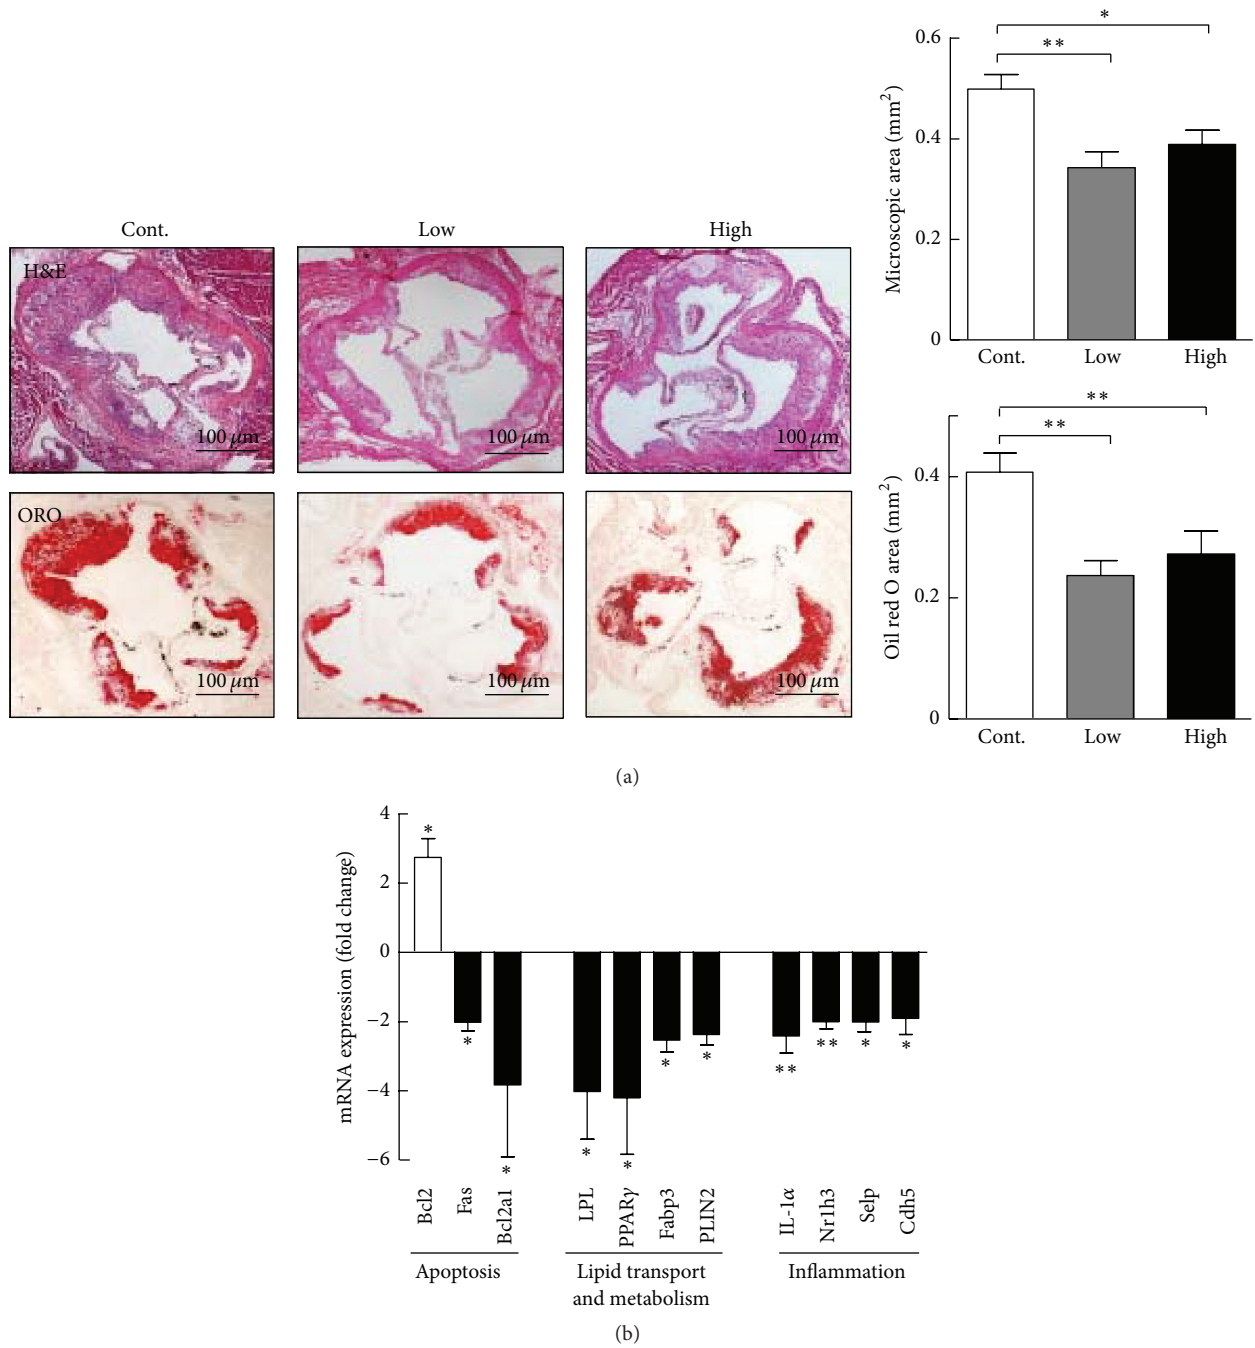 Cont.
Low
High
H&E
100 μm
100 μm
100 μm
ORO
100 μm
100 μm
100 μm
*
**
0.6
0.4
0.2
0
Microscopic area (mm²)
Cont.
Low
High
**
**
0.4
0.2
0
Oil red O area (mm²)
Cont.
Low
High
(a)
4
2
0
−2
−4
−6
mRNA expression (fold change)
*
*
*
*
*
*
*
**
**
*
*
Bcl2
Fas
Bcl2a1
LPL
PPARγ
Fabp3
PLIN2
IL-1α
Nr1h3
Selp
Cdh5
Apoptosis
Lipid transport
and metabolism
Inflammation
(b)